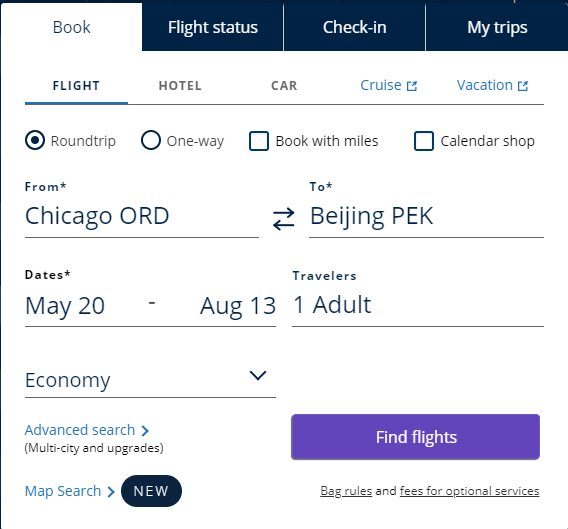 Book Flight status Check-in My trips
FLIGHT HOTEL CAR Cruise Vacation
Roundtrip One-way Book with miles Calendar shop
From* To*
Chicago ORD Beijing PEK
Dates* Travelers
May 20 - Aug 13 1 Adult
Economy
Advanced search
(Multi-city and upgrades)
Find flights
Map Search NEW
Bag rules and fees for optional services